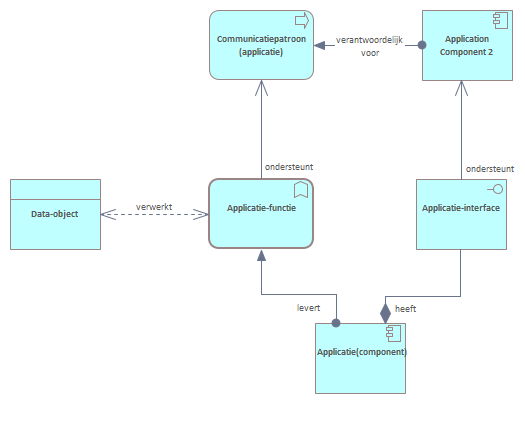 Communicatiepatroon
(applicatie)
verantwoordelijk
voor
Application
Component 2
ondersteunt
ondersteunt
Data-object
verwerkt
Applicatie-functie
Applicatie-interface
levert
heeft
Applicatie(component)